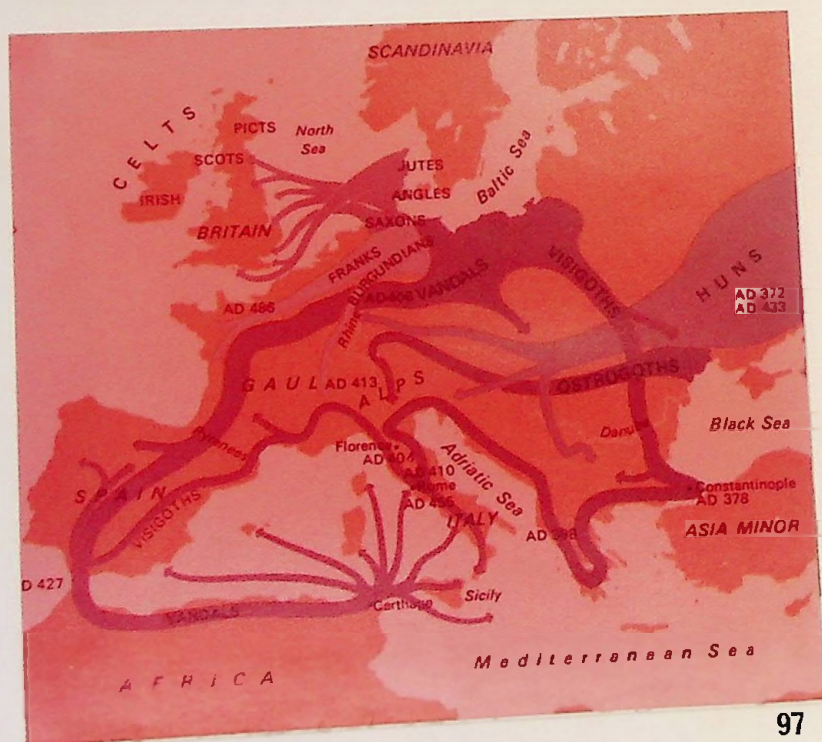 SCANDINAVIA
CELTS
PICTS
North
Sea
SCOTS
IRISH
BRITAIN
JUTES
ANGLES
SAXONS
Baltic Sea
FRANKS
BURGUNDIANS
VANDALS
VISIGOTHS
HUNS
AD 372
AD 433
AD 486
Rhine
GAUL
AD 413
ALPS
OSTROGOTHS
Black Sea
Pyrenees
Florence
AD 410
Rome
AD 455
Adriatic Sea
ITALY
Constantinople
AD 378
ASIA MINOR
SPAIN
VISIGOTHS
D 427
VANDALS
Carthage
Sicily
Mediterranean Sea
AFRICA
97